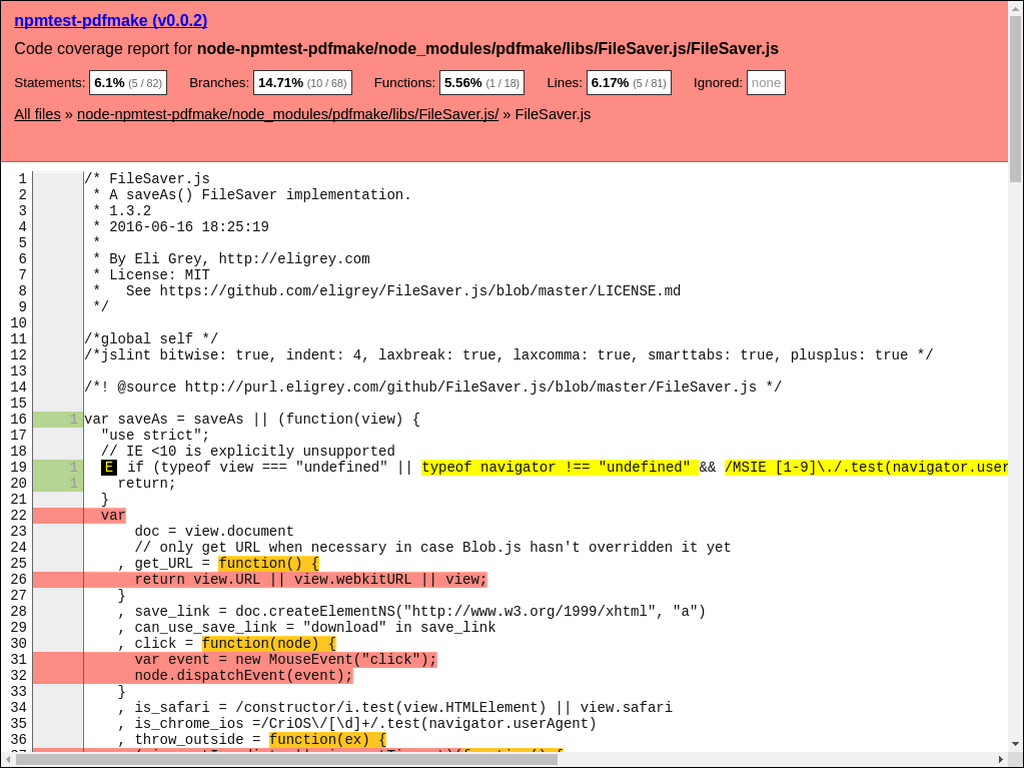 npmtest-pdfmake (v0.0.2)
Code coverage report for node-npmtest-pdfmake/node_modules/pdfmake/libs/FileSaver.js/FileSaver.js
Statements: 6.1% (5 / 82) Branches: 14.71% (10 / 68) Functions: 5.56% (1 / 18) Lines: 6.17% (5 / 81) Ignored: none
All files » node-npmtest-pdfmake/node_modules/pdfmake/libs/FileSaver.js/ » FileSaver.js
1 /* FileSaver.js
2 * A saveAs() FileSaver implementation.
3 * 1.3.2
4 * 2016-06-16 18:25:19
5 *
6 * By Eli Grey, http://eligrey.com
7 * License: MIT
8 *   See https://github.com/eligrey/FileSaver.js/blob/master/LICENSE.md
9 */
10
11 /*global self */
12 /*jslint bitwise: true, indent: 4, laxbreak: true, laxcomma: true, smarttabs: true, plusplus: true */
13
14 /*! @source http://purl.eligrey.com/github/FileSaver.js/blob/master/FileSaver.js */
15
16 1 var saveAs = saveAs || (function(view) {
17 "use strict";
18 // IE <10 is explicitly unsupported
19 1 E if (typeof view === "undefined" || typeof navigator !== "undefined" && /MSIE [1-9]\./.test(navigator.user
20 1 return;
21 }
22 var
23 doc = view.document
24 // only get URL when necessary in case Blob.js hasn't overridden it yet
25 , get_URL = function() {
26 return view.URL || view.webkitURL || view;
27 }
28 , save_link = doc.createElementNS("http://www.w3.org/1999/xhtml", "a")
29 , can_use_save_link = "download" in save_link
30 , click = function(node) {
31 var event = new MouseEvent("click");
32 node.dispatchEvent(event);
33 }
34 , is_safari = /constructor/i.test(view.HTMLElement) || view.safari
35 , is_chrome_ios =/CriOS\/[\d]+/.test(navigator.userAgent)
36 , throw_outside = function(ex) {